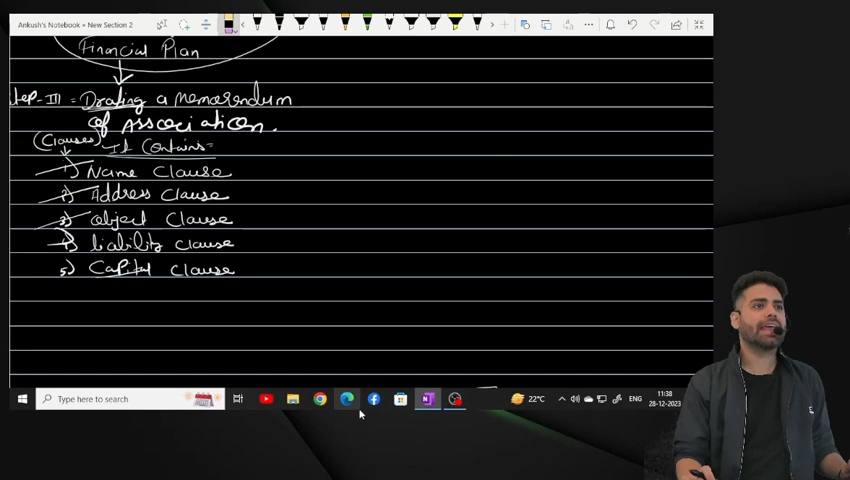 Ankush's Notebook » New Section 2
Financial Plan
Step-III = Drafing a Memorendum
of Association.
(Clauses) It Contains=
1) Name Clause
2) Address Clause
3) object Clause
4) liability Clause
5) Capital Clause
Type here to search
22°C
ENG
11:38
28-12-2023